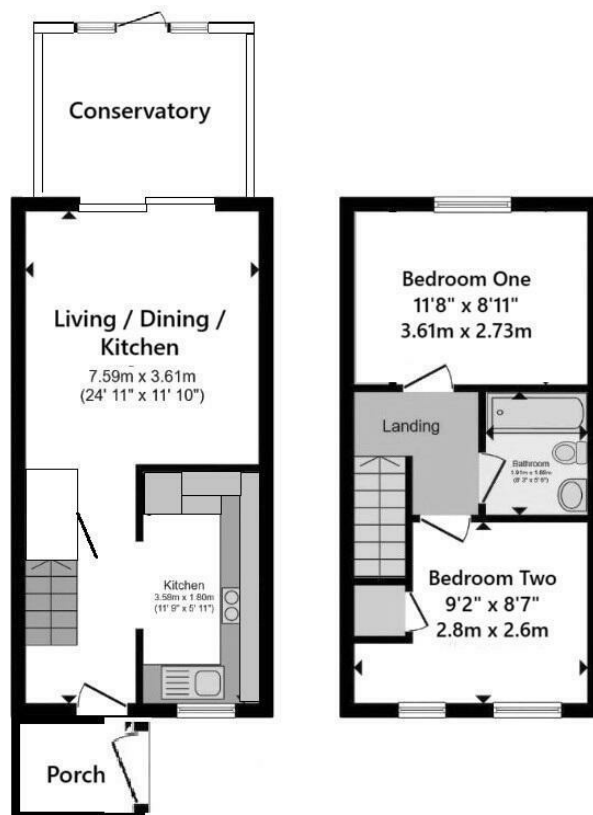 Conservatory
Living / Dining /
Kitchen
7.59m x 3.61m
(24' 11" x 11' 10")
Kitchen
3.58m x 1.80m
(11' 9" x 5' 11")
Porch
Bedroom One
11'8" x 8'11"
3.61m x 2.73m
Landing
Bathroom
Bedroom Two
9'2" x 8'7"
2.8m x 2.6m